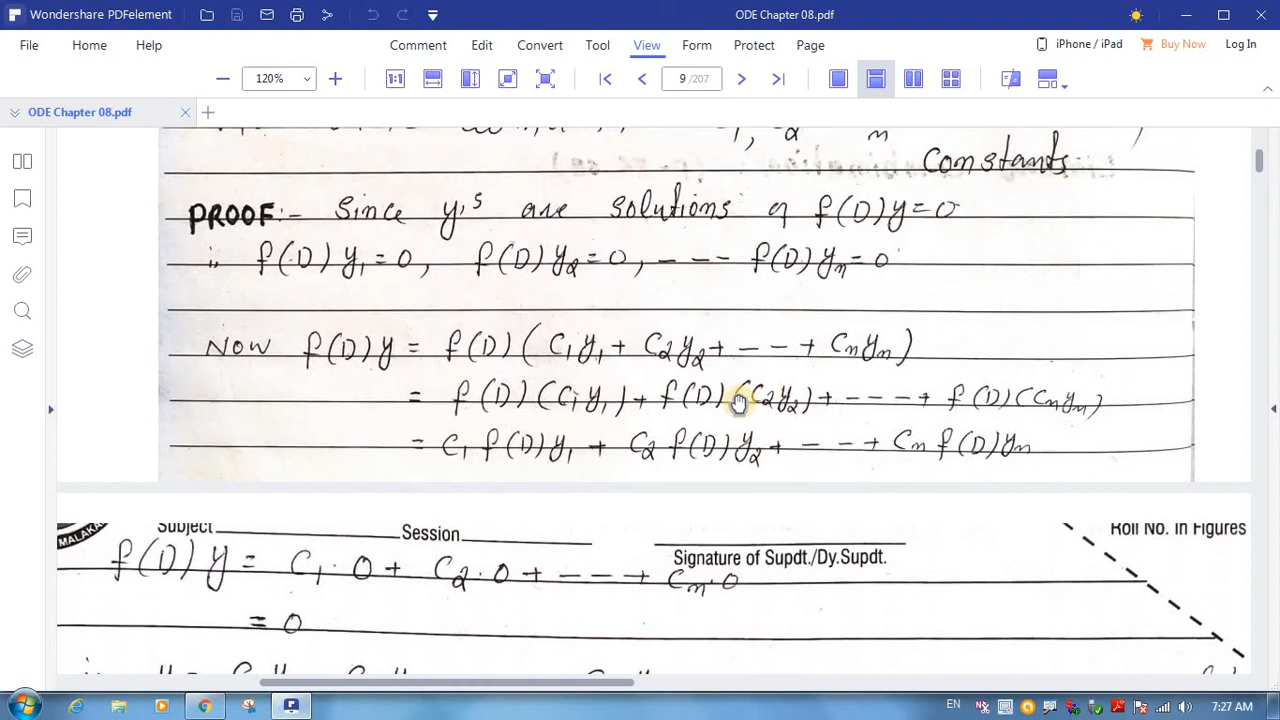 Wondershare PDFelement
ODE Chapter 08.pdf
File Home Help Comment Edit Convert Tool View Form Protect Page iPhone / iPad Buy Now Log In
120% 9 /207
ODE Chapter 08.pdf
Constants
PROOF:- Since y,s are solutions of f(D)y=0
∴ f(D)y₁=0, f(D)y₂=0, --- f(D)yₙ=0
Now f(D)y = f(D)(C₁y₁+ C₂y₂+ -- + Cₙyₙ)
= f(D)(C₁y₁)+ f(D)(C₂y₂)+ ---+ f(D)(Cₙyₙ)
= C₁f(D)y₁ + C₂ f(D)y₂+ --+ Cₙ f(D)yₙ
MALAKA
Subject Session Roll No. In Figures
Signature of Supdt./Dy.Supdt.
f(D)y = C₁·0+ C₂·0+---+ Cₙ·0
= 0
EN 7:27 AM